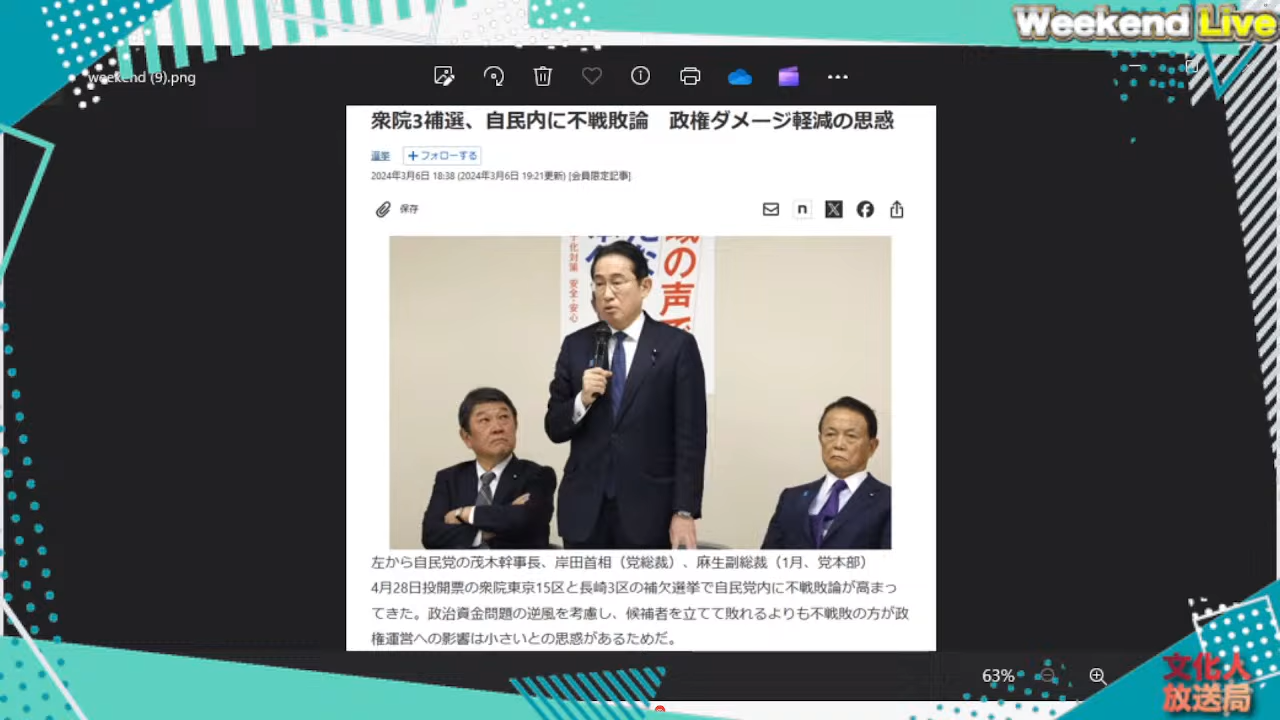 Weekend Live
weekend (9).png
衆院3補選、自民内に不戦敗論　政権ダメージ軽減の思惑
選挙
+フォローする
2024年3月6日 18:38 (2024年3月6日 19:21更新) [会員限定記事]
保存
n
X
の声で
子化対策 安全・安心
左から自民党の茂木幹事長、岸田首相（党総裁）、麻生副総裁（1月、党本部）
4月28日投開票の衆院東京15区と長崎3区の補欠選挙で自民党内に不戦敗論が高まっ
てきた。政治資金問題の逆風を考慮し、候補者を立てて敗れるよりも不戦敗の方が政
権運営への影響は小さいとの思惑があるためだ。
63%
文化人
放送局